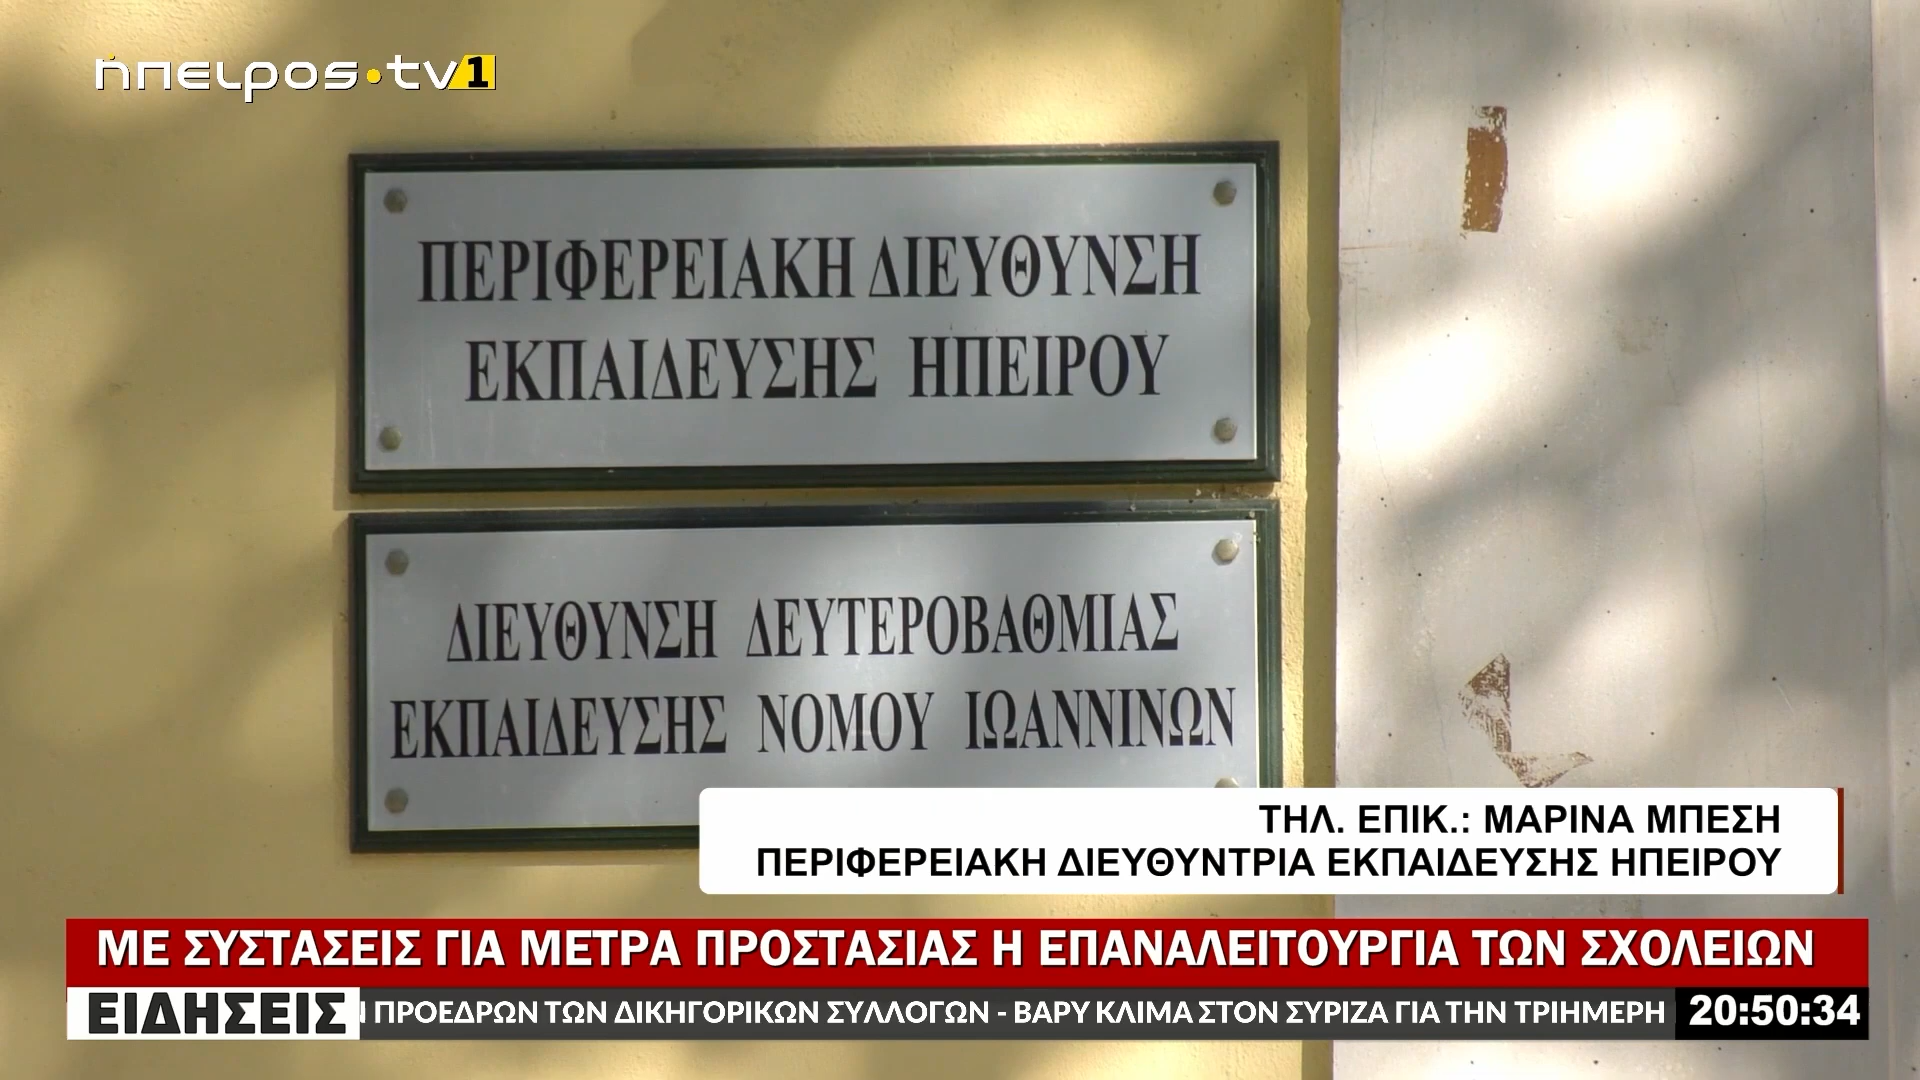 ήπειρος.tv1
ΠΕΡΙΦΕΡΕΙΑΚΗ ΔΙΕΥΘΥΝΣΗ
ΕΚΠΑΙΔΕΥΣΗΣ ΗΠΕΙΡΟΥ
ΔΙΕΥΘΥΝΣΗ ΔΕΥΤΕΡΟΒΑΘΜΙΑΣ
ΕΚΠΑΙΔΕΥΣΗΣ ΝΟΜΟΥ ΙΩΑΝΝΙΝΩΝ
ΤΗΛ. ΕΠΙΚ.: ΜΑΡΙΝΑ ΜΠΕΣΗ
ΠΕΡΙΦΕΡΕΙΑΚΗ ΔΙΕΥΘΥΝΤΡΙΑ ΕΚΠΑΙΔΕΥΣΗΣ ΗΠΕΙΡΟΥ
ΜΕ ΣΥΣΤΑΣΕΙΣ ΓΙΑ ΜΕΤΡΑ ΠΡΟΣΤΑΣΙΑΣ Η ΕΠΑΝΑΛΕΙΤΟΥΡΓΙΑ ΤΩΝ ΣΧΟΛΕΙΩΝ
ΕΙΔΗΣΕΙΣ ΠΡΟΕΔΡΩΝ ΤΩΝ ΔΙΚΗΓΟΡΙΚΩΝ ΣΥΛΛΟΓΩΝ - ΒΑΡΥ ΚΛΙΜΑ ΣΤΟΝ ΣΥΡΙΖΑ ΓΙΑ ΤΗΝ ΤΡΙΗΜΕΡΗ 20:50:34